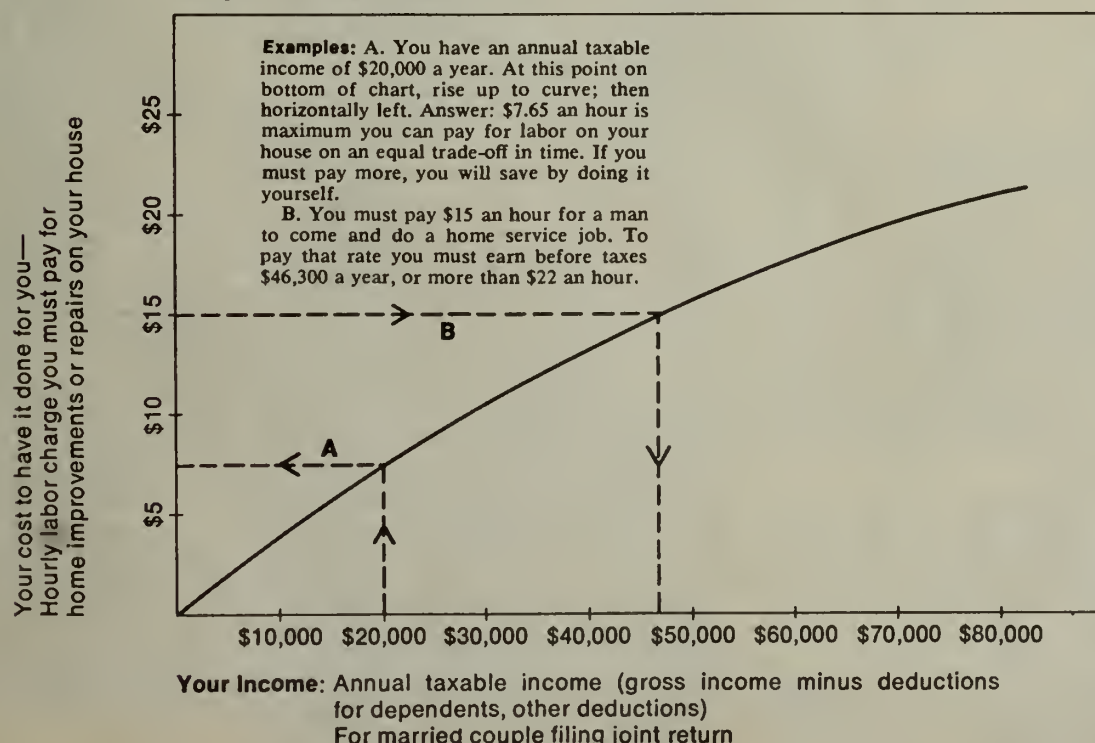 Examples: A. You have an annual taxable
income of $20,000 a year. At this point on
bottom of chart, rise up to curve; then
horizontally left. Answer: $7.65 an hour is
maximum you can pay for labor on your
house on an equal trade-off in time. If you
must pay more, you will save by doing it
yourself.
B. You must pay $15 an hour for a man
to come and do a home service job. To
pay that rate you must earn before taxes
$46,300 a year, or more than $22 an hour.
Your cost to have it done for you—
Hourly labor charge you must pay for
home improvements or repairs on your house
$25
$20
$15
$10
$5
B
A
$10,000 $20,000 $30,000 $40,000 $50,000 $60,000 $70,000 $80,000
Your Income: Annual taxable income (gross income minus deductions
for dependents, other deductions)
For married couple filing joint return